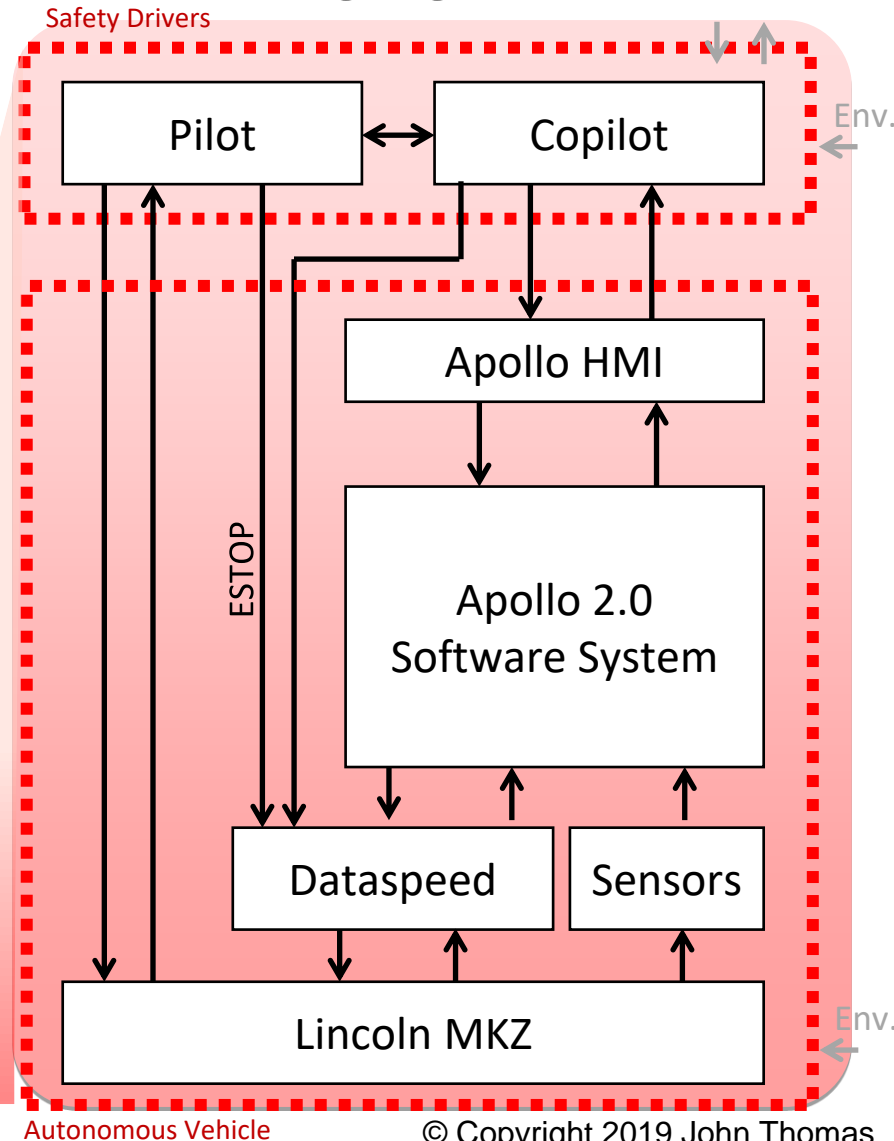 Safety Drivers
Pilot
Copilot
Env.
Apollo HMI
ESTOP
Apollo 2.0
Software System
Dataspeed
Sensors
Lincoln MKZ
Env.
Autonomous Vehicle
© Copyright 2019 John Thomas